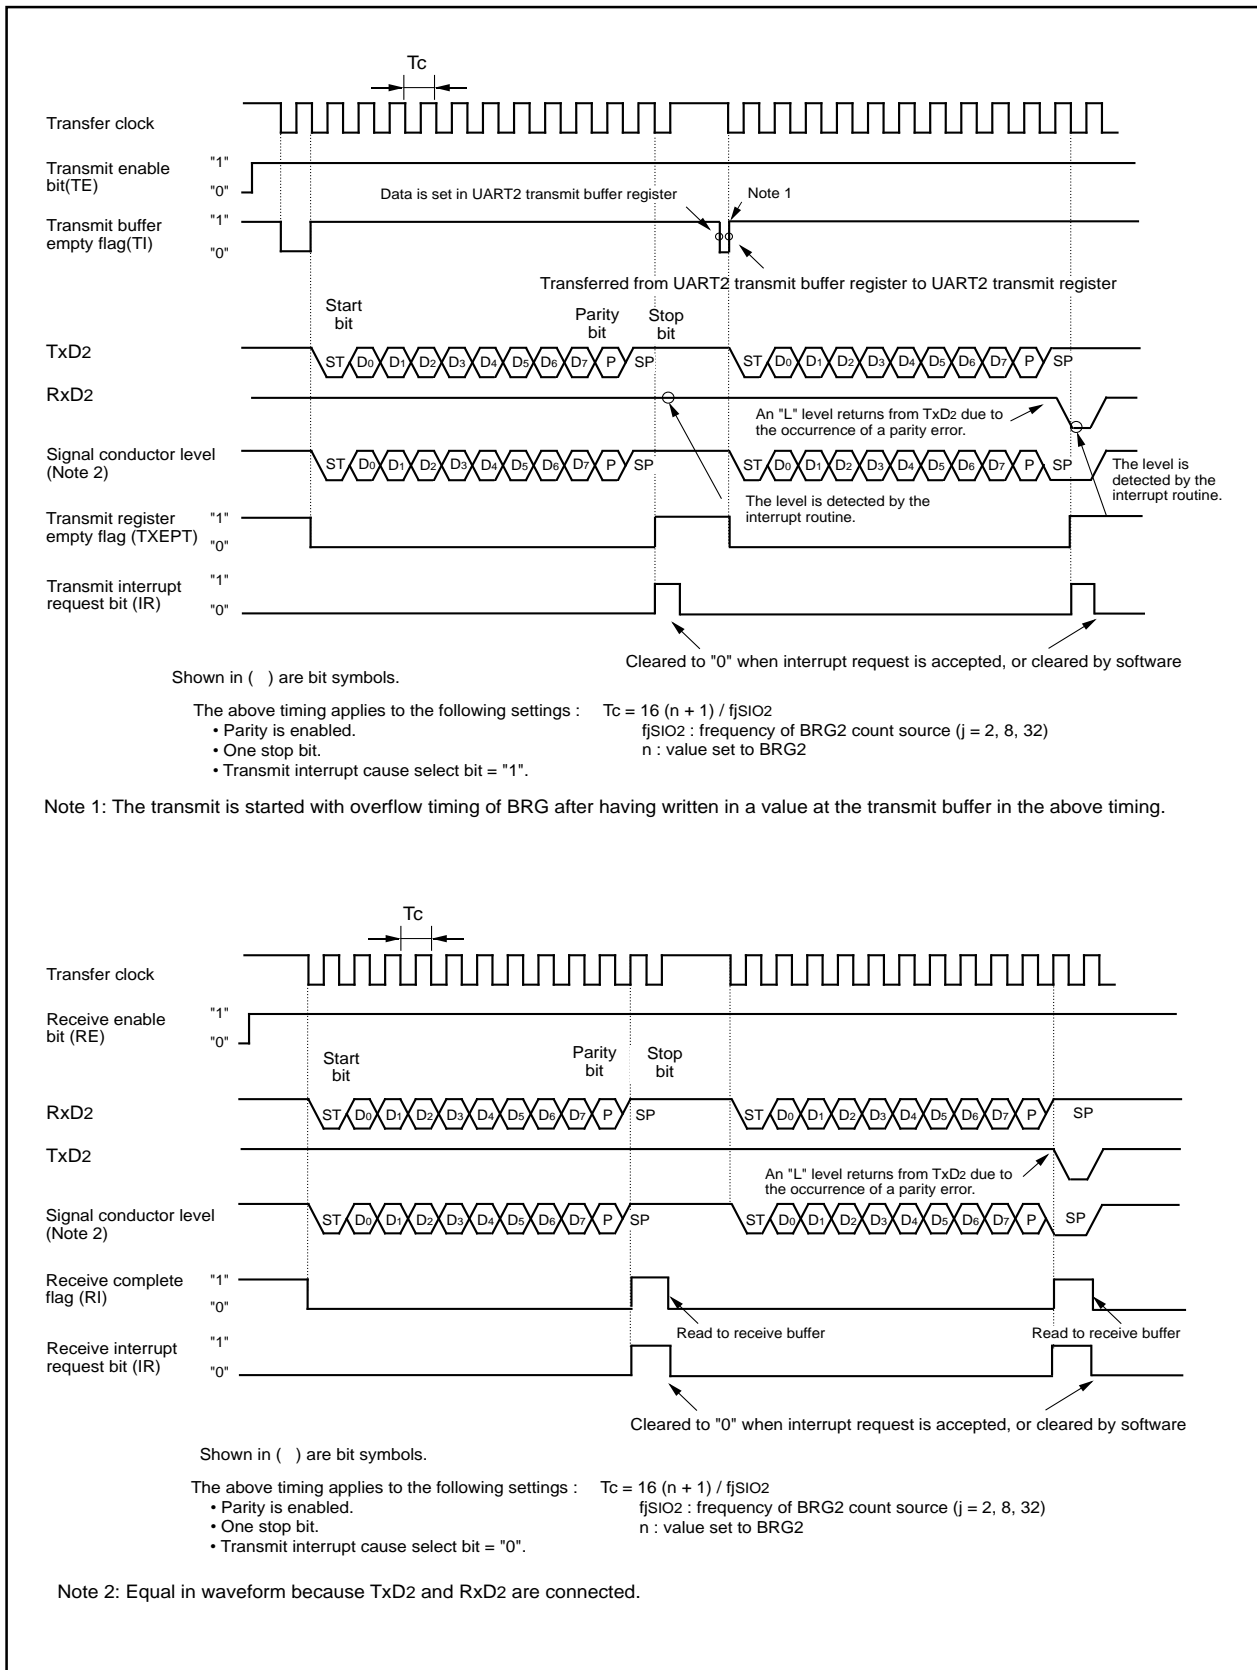 Tc
Transfer clock
Transmit enable
bit(TE)
"1"
"0"
Data is set in UART2 transmit buffer register
Note 1
Transmit buffer
empty flag(TI)
"1"
"0"
Transferred from UART2 transmit buffer register to UART2 transmit register
Start
bit
Parity
bit
Stop
bit
TxD2
ST D0 D1 D2 D3 D4 D5 D6 D7 P SP
ST D0 D1 D2 D3 D4 D5 D6 D7 P SP
RxD2
An "L" level returns from TxD2 due to
the occurrence of a parity error.
Signal conductor level
(Note 2)
ST D0 D1 D2 D3 D4 D5 D6 D7 P SP
ST D0 D1 D2 D3 D4 D5 D6 D7 P SP
The level is
detected by the
interrupt routine.
The level is detected by the
interrupt routine.
Transmit register
empty flag (TXEPT)
"1"
"0"
Transmit interrupt
request bit (IR)
"1"
"0"
Cleared to "0" when interrupt request is accepted, or cleared by software
Shown in ( ) are bit symbols.
The above timing applies to the following settings :
• Parity is enabled.
• One stop bit.
• Transmit interrupt cause select bit = "1".
Tc = 16 (n + 1) / fjSIO2
fjSIO2 : frequency of BRG2 count source (j = 2, 8, 32)
n : value set to BRG2
Note 1: The transmit is started with overflow timing of BRG after having written in a value at the transmit buffer in the above timing.
Tc
Transfer clock
Receive enable
bit (RE)
"1"
"0"
Start
bit
Parity
bit
Stop
bit
RxD2
ST D0 D1 D2 D3 D4 D5 D6 D7 P SP
ST D0 D1 D2 D3 D4 D5 D6 D7 P SP
TxD2
An "L" level returns from TxD2 due to
the occurrence of a parity error.
Signal conductor level
(Note 2)
ST D0 D1 D2 D3 D4 D5 D6 D7 P SP
ST D0 D1 D2 D3 D4 D5 D6 D7 P SP
Receive complete
flag (RI)
"1"
"0"
Read to receive buffer
Read to receive buffer
Receive interrupt
request bit (IR)
"1"
"0"
Cleared to "0" when interrupt request is accepted, or cleared by software
Shown in ( ) are bit symbols.
The above timing applies to the following settings :
• Parity is enabled.
• One stop bit.
• Transmit interrupt cause select bit = "0".
Tc = 16 (n + 1) / fjSIO2
fjSIO2 : frequency of BRG2 count source (j = 2, 8, 32)
n : value set to BRG2
Note 2: Equal in waveform because TxD2 and RxD2 are connected.